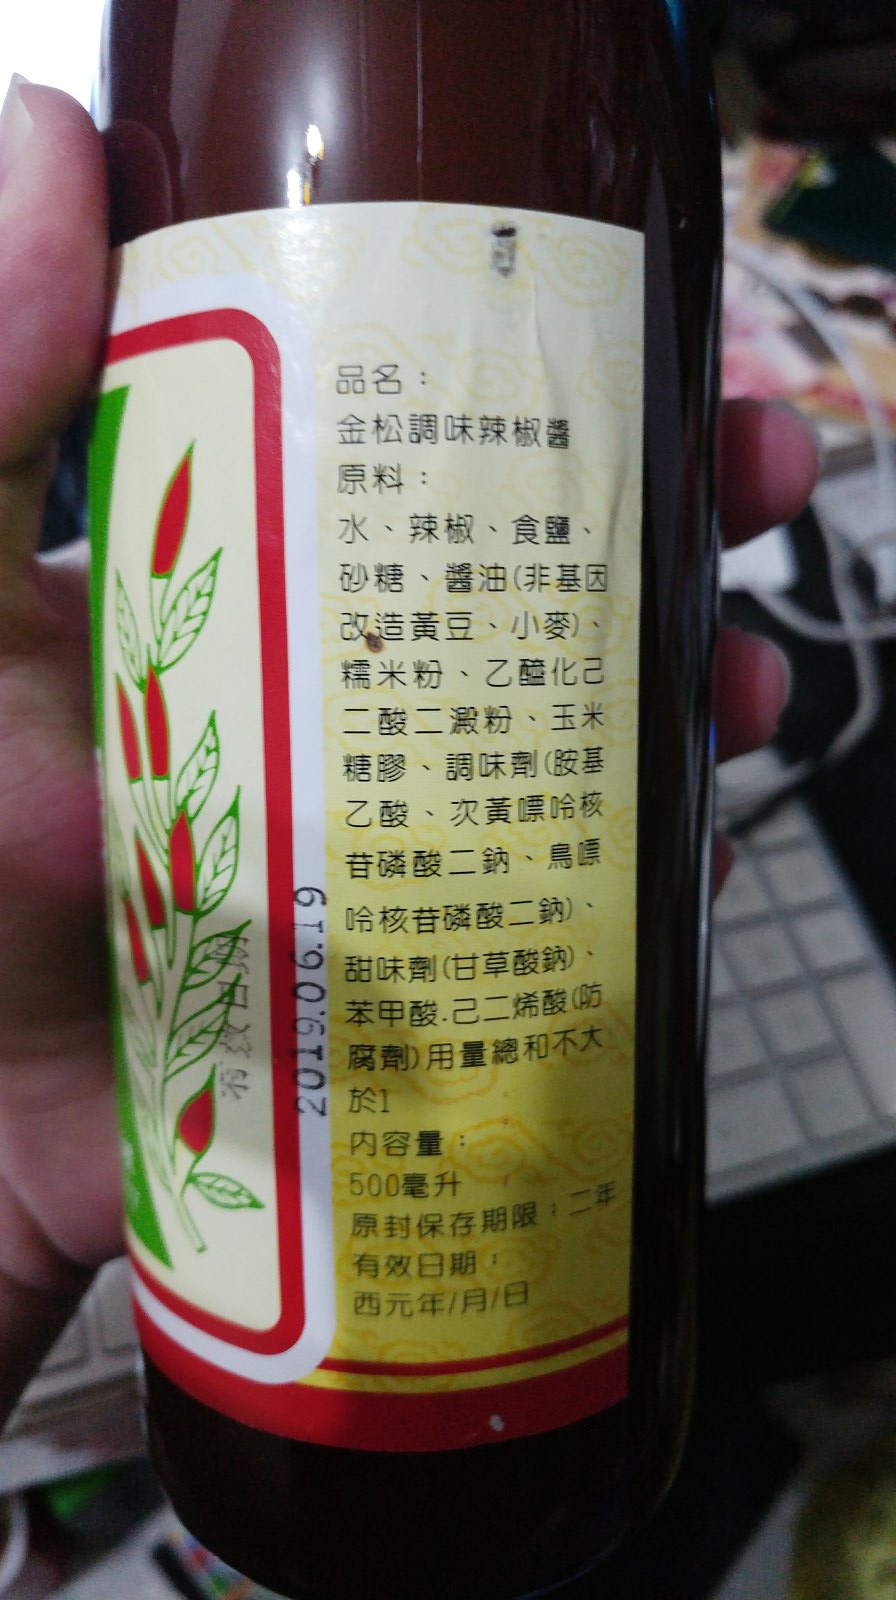 品名：
金松調味辣椒醬
原料：
水、辣椒、食鹽、
砂糖、醬油(非基因
改造黃豆、小麥)、
糯米粉、乙醯化己
二酸二澱粉、玉米
糖膠、調味劑(胺基
乙酸、次黃嘌呤核
苷磷酸二鈉、鳥嘌
呤核苷磷酸二鈉)、
甜味劑(甘草酸鈉)、
苯甲酸.己二烯酸(防
腐劑)用量總和不大
於1
內容量：
500毫升
原封保存期限：二年
有效日期：
西元年/月/日
有效日期
2019.06.19